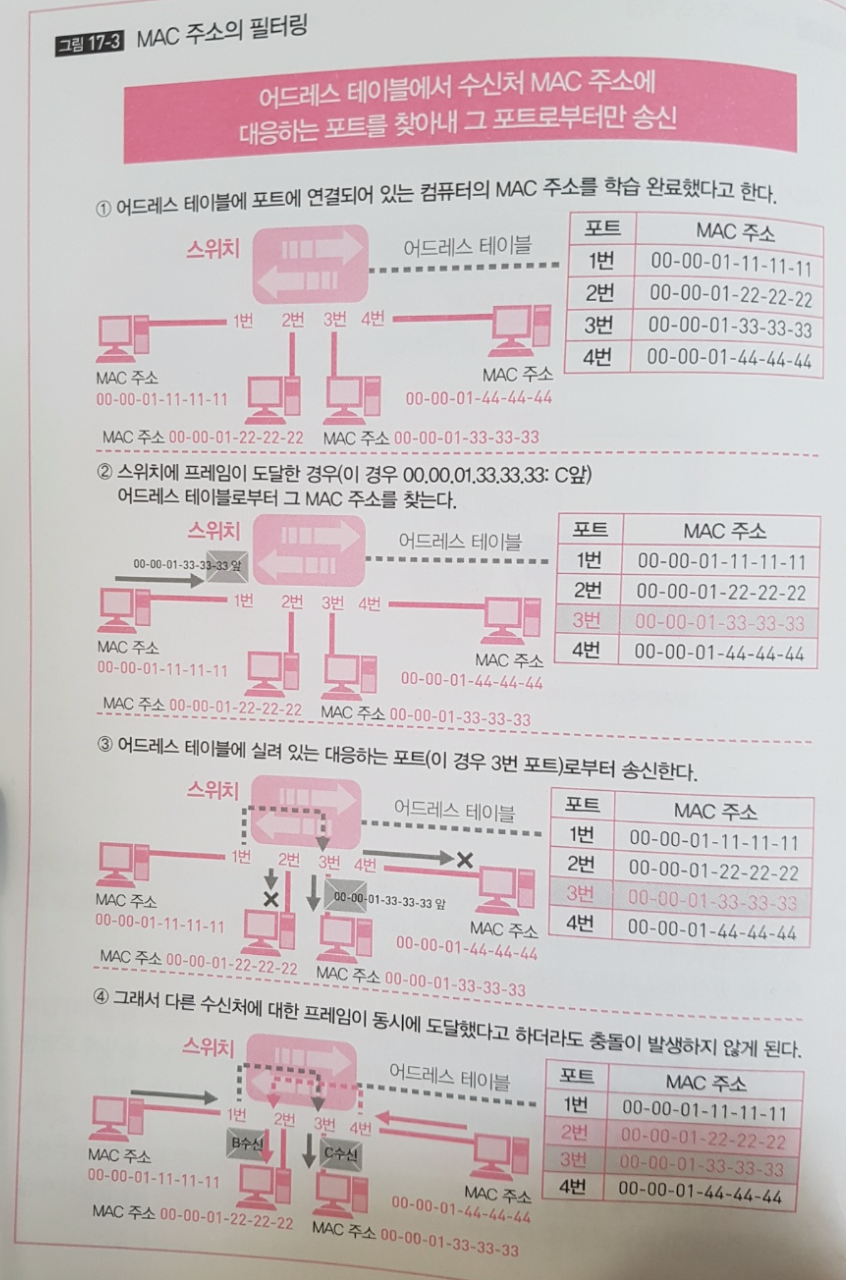 그림 17-3 MAC 주소의 필터링
어드레스 테이블에서 수신처 MAC 주소에
대응하는 포트를 찾아내 그 포트로부터만 송신
① 어드레스 테이블에 포트에 연결되어 있는 컴퓨터의 MAC 주소를 학습 완료했다고 한다.
스위치
어드레스 테이블
포트 MAC 주소
1번 00-00-01-11-11-11
2번 00-00-01-22-22-22
3번 00-00-01-33-33-33
4번 00-00-01-44-44-44
1번 2번 3번 4번
MAC 주소
00-00-01-11-11-11
MAC 주소
00-00-01-44-44-44
MAC 주소 00-00-01-22-22-22
MAC 주소 00-00-01-33-33-33
② 스위치에 프레임이 도달한 경우(이 경우 00.00.01.33.33.33: C앞)
어드레스 테이블로부터 그 MAC 주소를 찾는다.
스위치
어드레스 테이블
00-00-01-33-33-33 앞
포트 MAC 주소
1번 00-00-01-11-11-11
2번 00-00-01-22-22-22
3번 00-00-01-33-33-33
4번 00-00-01-44-44-44
1번 2번 3번 4번
MAC 주소
00-00-01-11-11-11
MAC 주소
00-00-01-44-44-44
MAC 주소 00-00-01-22-22-22
MAC 주소 00-00-01-33-33-33
③ 어드레스 테이블에 실려 있는 대응하는 포트(이 경우 3번 포트)로부터 송신한다.
스위치
어드레스 테이블
포트 MAC 주소
1번 00-00-01-11-11-11
2번 00-00-01-22-22-22
3번 00-00-01-33-33-33
4번 00-00-01-44-44-44
1번 2번 3번 4번
00-00-01-33-33-33 앞
MAC 주소
00-00-01-11-11-11
MAC 주소
00-00-01-44-44-44
MAC 주소 00-00-01-22-22-22
MAC 주소 00-00-01-33-33-33
④ 그래서 다른 수신처에 대한 프레임이 동시에 도달했다고 하더라도 충돌이 발생하지 않게 된다.
스위치
어드레스 테이블
포트 MAC 주소
1번 00-00-01-11-11-11
2번 00-00-01-22-22-22
3번 00-00-01-33-33-33
4번 00-00-01-44-44-44
1번 2번 3번 4번
B수신 C수신
MAC 주소
00-00-01-11-11-11
MAC 주소
00-00-01-44-44-44
MAC 주소 00-00-01-22-22-22
MAC 주소 00-00-01-33-33-33